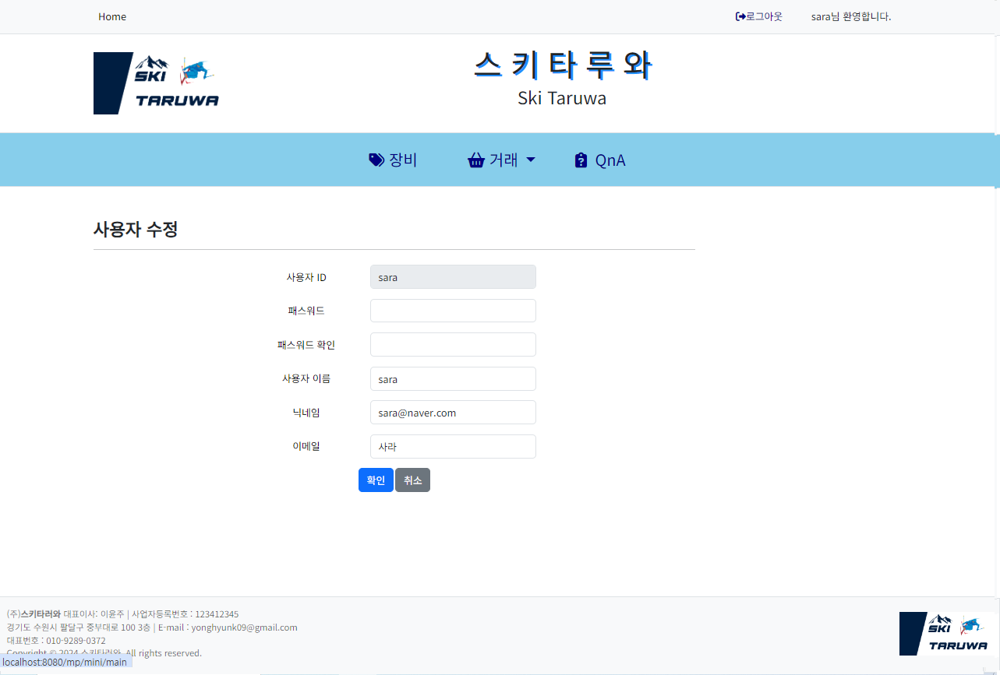 Home
로그아웃 sara님 환영합니다.
SKI
TARUWA
스 키 타 루 와
Ski Taruwa
장비 거래 QnA
사용자 수정
사용자 ID sara
패스워드
패스워드 확인
사용자 이름 sara
닉네임 sara@naver.com
이메일 사라
확인 취소
(주)스키타러와 대표이사: 이윤주 | 사업자등록번호 : 123412345
경기도 수원시 팔달구 중부대로 100 3층 | E-mail : yonghyunk09@gmail.com
대표번호 : 010-9289-0372
Copyright © 2024 스키타러와. All rights reserved.
localhost:8080/mp/mini/main
SKI
TARUWA